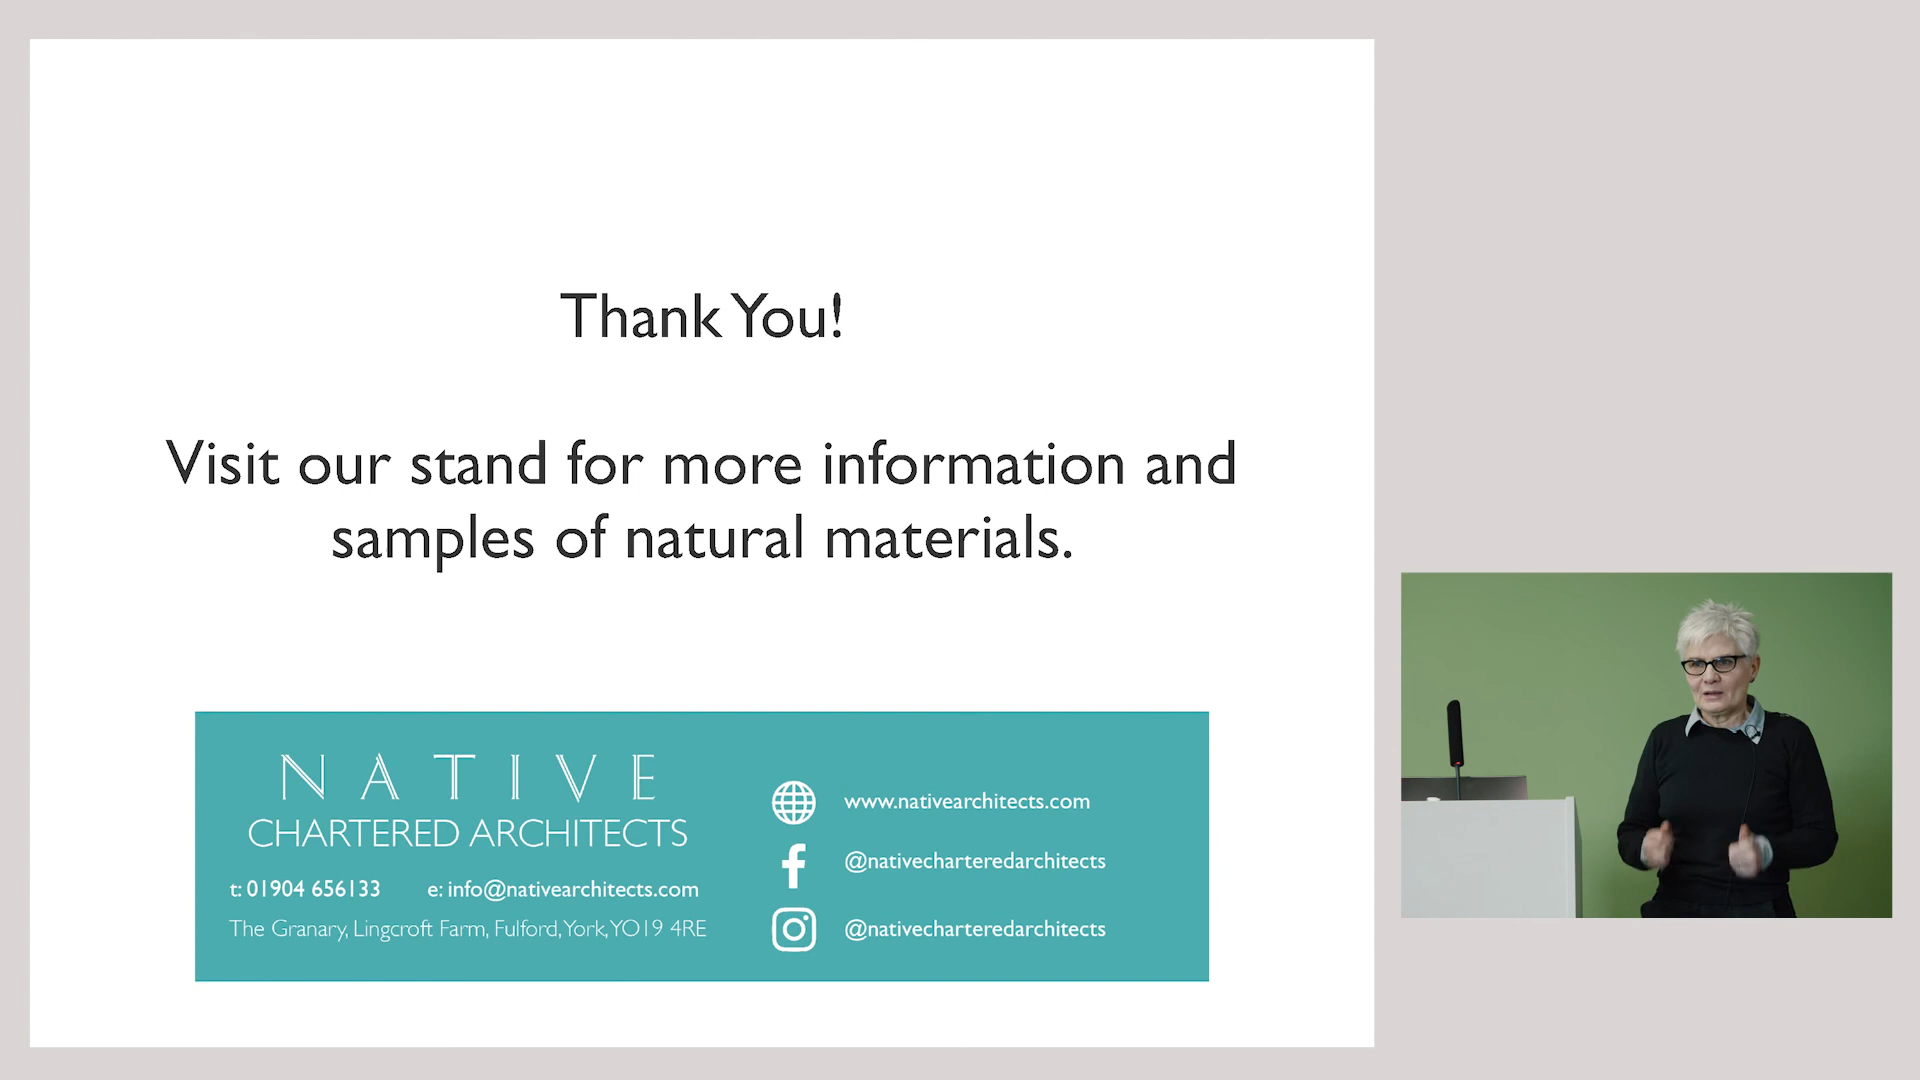 Thank You!
Visit our stand for more information and
samples of natural materials.
NATIVE
CHARTERED ARCHITECTS
t: 01904 656133 e: info@nativearchitects.com
The Granary, Lingcroft Farm, Fulford, York, YO19 4RE
www.nativearchitects.com
@nativecharteredarchitects
@nativecharteredarchitects